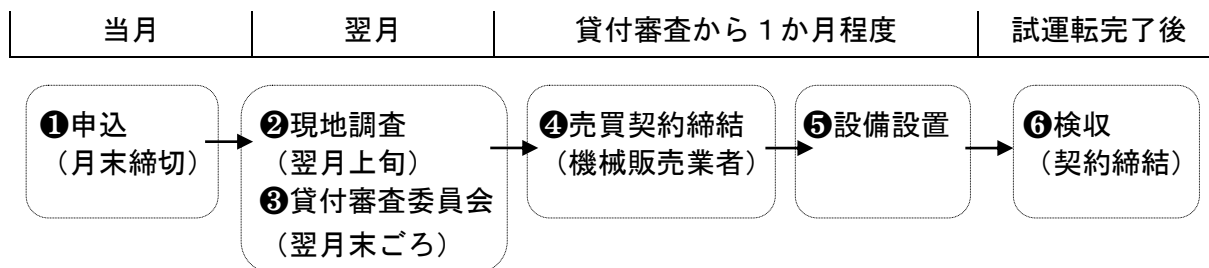 当月 翌月 貸付審査から１か月程度 試運転完了後
❶申込
（月末締切）
❷現地調査
（翌月上旬）
❸貸付審査委員会
（翌月末ごろ）
❹売買契約締結
（機械販売業者）
❺設備設置
❻検収
（契約締結）